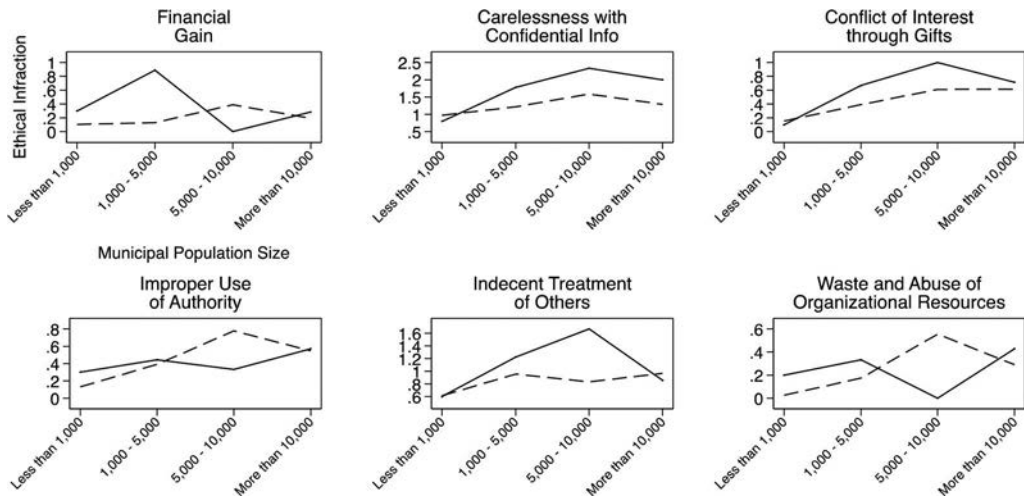 Financial
Gain
Carelessness with
Confidential Info
Conflict of Interest
through Gifts
Ethical Infraction
1
.8
.6
.4
.2
0
2.5
2
1.5
1
.5
1
.8
.6
.4
.2
0
Less than 1,000
1,000 - 5,000
5,000 - 10,000
More than 10,000
Less than 1,000
1,000 - 5,000
5,000 - 10,000
More than 10,000
Less than 1,000
1,000 - 5,000
5,000 - 10,000
More than 10,000
Municipal Population Size
Improper Use
of Authority
Indecent Treatment
of Others
Waste and Abuse of
Organizational Resources
.8
.6
.4
.2
0
1.6
1.4
1.2
1
.8
.6
.6
.4
.2
0
Less than 1,000
1,000 - 5,000
5,000 - 10,000
More than 10,000
Less than 1,000
1,000 - 5,000
5,000 - 10,000
More than 10,000
Less than 1,000
1,000 - 5,000
5,000 - 10,000
More than 10,000